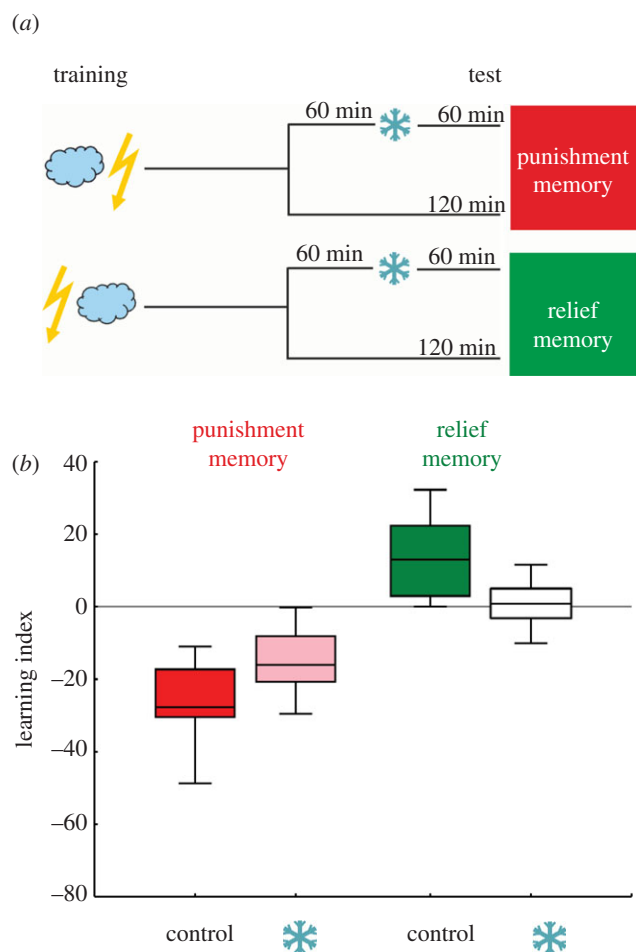 (a)
training test
60 min 60 min
punishment
memory
120 min
60 min 60 min
relief
memory
120 min
(b)
punishment
memory
relief
memory
learning index
40
20
0
–20
–40
–60
–80
control control